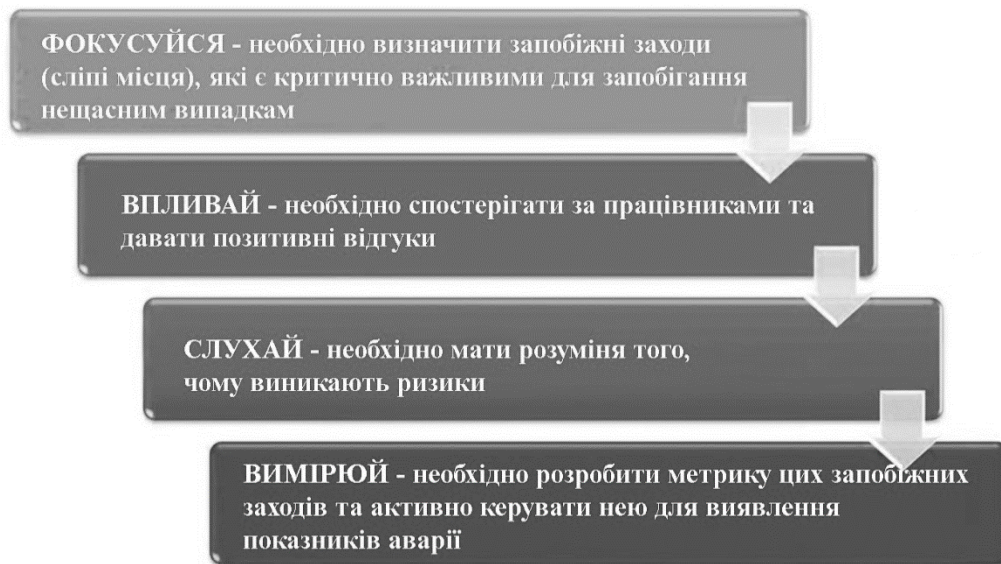 ФОКУСУЙСЯ - необхідно визначити запобіжні заходи
(сліпі місця), які є критично важливими для запобігання
нещасним випадкам
ВПЛИВАЙ - необхідно спостерігати за працівниками та
давати позитивні відгуки
СЛУХАЙ - необхідно мати розуміня того,
чому виникають ризики
ВИМІРЮЙ - необхідно розробити метрику цих запобіжних
заходів та активно керувати нею для виявлення
показників аварії